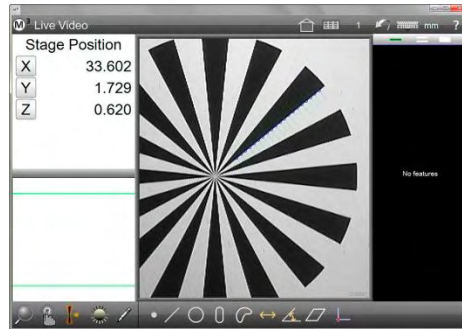 M Live Video
1
mm
?
Stage Position
X 33.602
Y 1.729
Z 0.620
No features